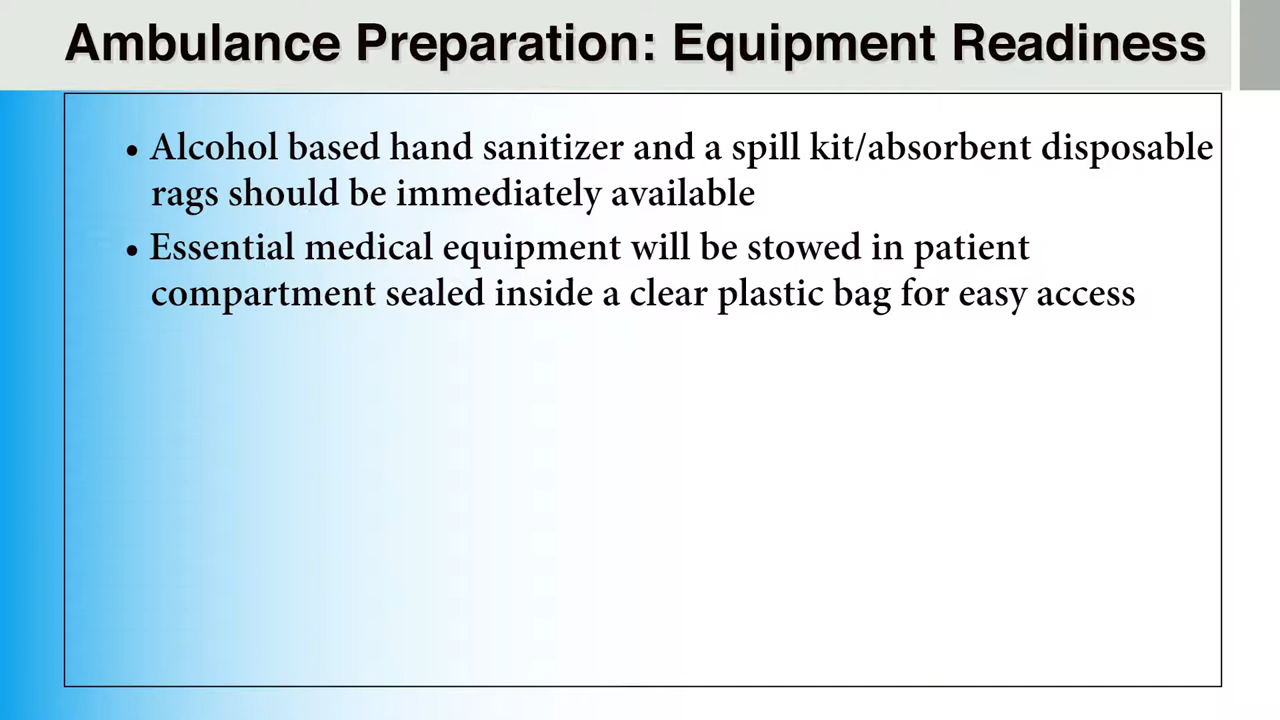 Ambulance Preparation: Equipment Readiness
• Alcohol based hand sanitizer and a spill kit/absorbent disposable
rags should be immediately available
• Essential medical equipment will be stowed in patient
compartment sealed inside a clear plastic bag for easy access